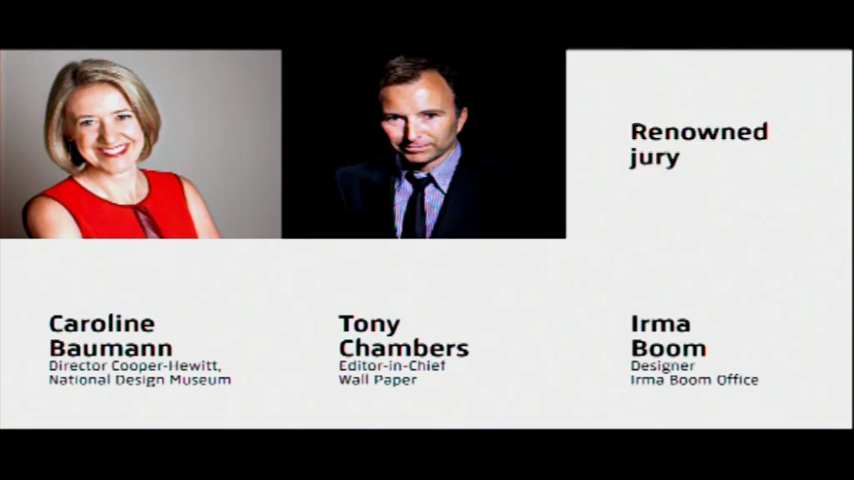 Renowned
jury
Caroline
Baumann
Director Cooper-Hewitt,
National Design Museum
Tony
Chambers
Editor-in-Chief
Wall Paper
Irma
Boom
Designer
Irma Boom Office